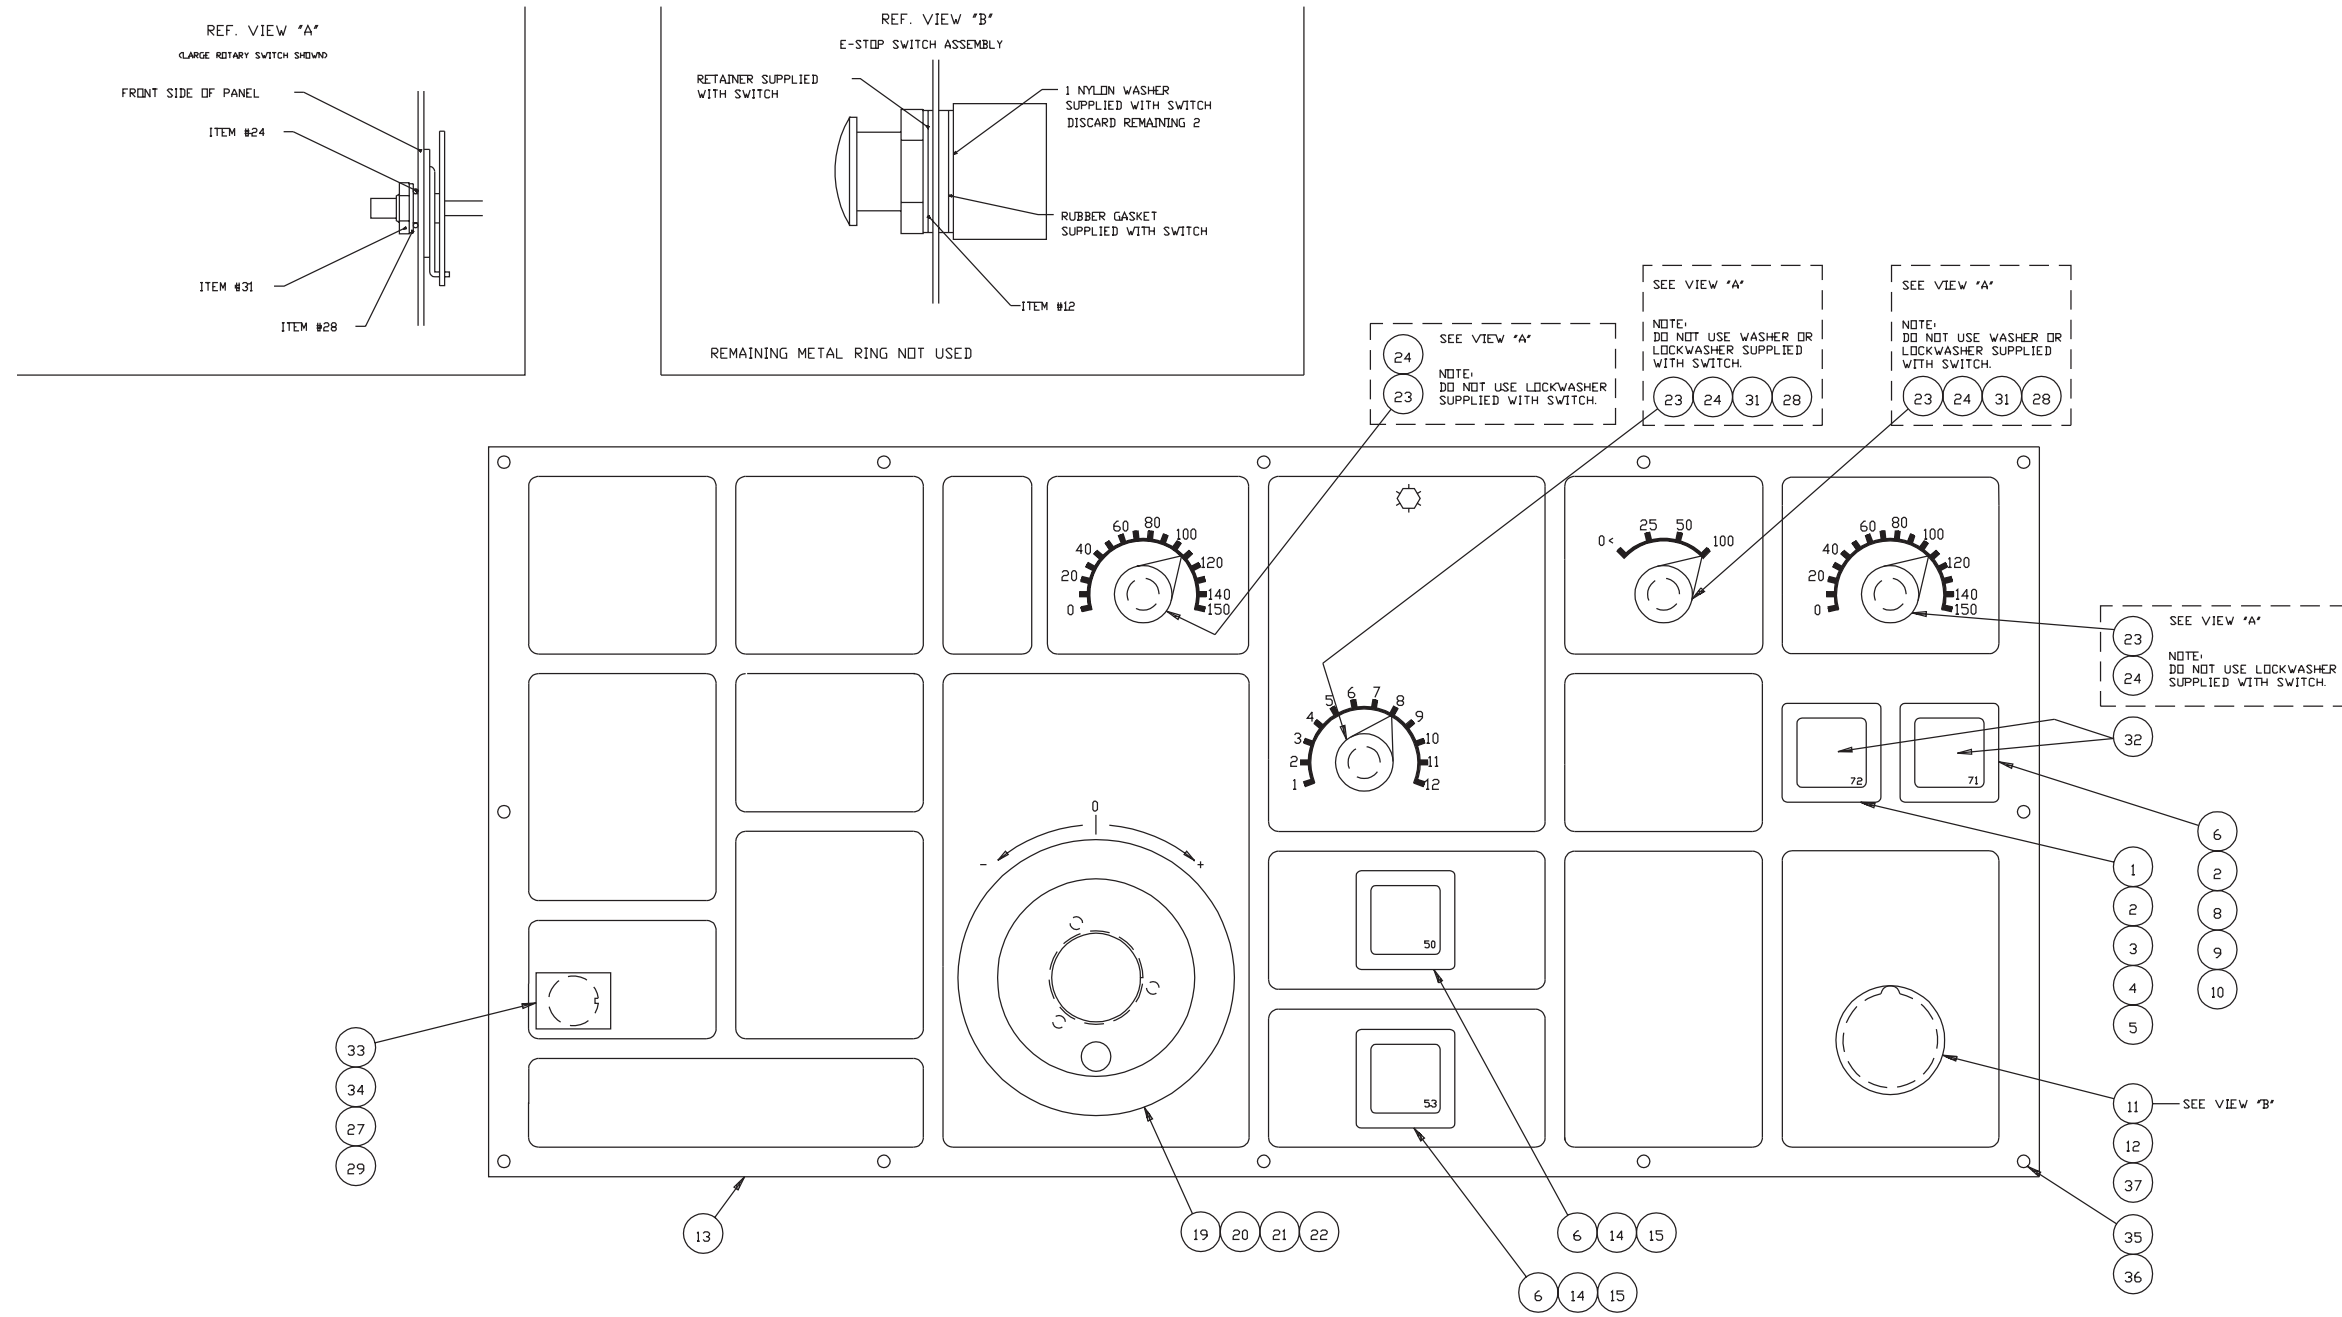 REF. VIEW "A"
(LARGE ROTARY SWITCH SHOWN)
FRONT SIDE OF PANEL
ITEM #24
ITEM #31
ITEM #28
REF. VIEW "B"
E-STOP SWITCH ASSEMBLY
RETAINER SUPPLIED
WITH SWITCH
1 NYLON WASHER
SUPPLIED WITH SWITCH
DISCARD REMAINING 2
RUBBER GASKET
SUPPLIED WITH SWITCH
ITEM #12
REMAINING METAL RING NOT USED
24
23
SEE VIEW "A"
NOTE:
DO NOT USE LOCKWASHER
SUPPLIED WITH SWITCH.
SEE VIEW "A"
NOTE:
DO NOT USE WASHER OR
LOCKWASHER SUPPLIED
WITH SWITCH.
23 24 31 28
SEE VIEW "A"
NOTE:
DO NOT USE WASHER OR
LOCKWASHER SUPPLIED
WITH SWITCH.
23 24 31 28
0 20 40 60 80 100 120 140 150
0< 25 50 100
0 20 40 60 80 100 120 140 150
23
24
SEE VIEW "A"
NOTE:
DO NOT USE LOCKWASHER
SUPPLIED WITH SWITCH.
1 2 3 4 5 6 7 8 9 10 11 12
32
72
71
0
- +
50
53
6
2
8
9
10
1
2
3
4
5
33
34
27
29
11 SEE VIEW "B"
12
37
35
36
13
19 20 21 22
6 14 15
6 14 15